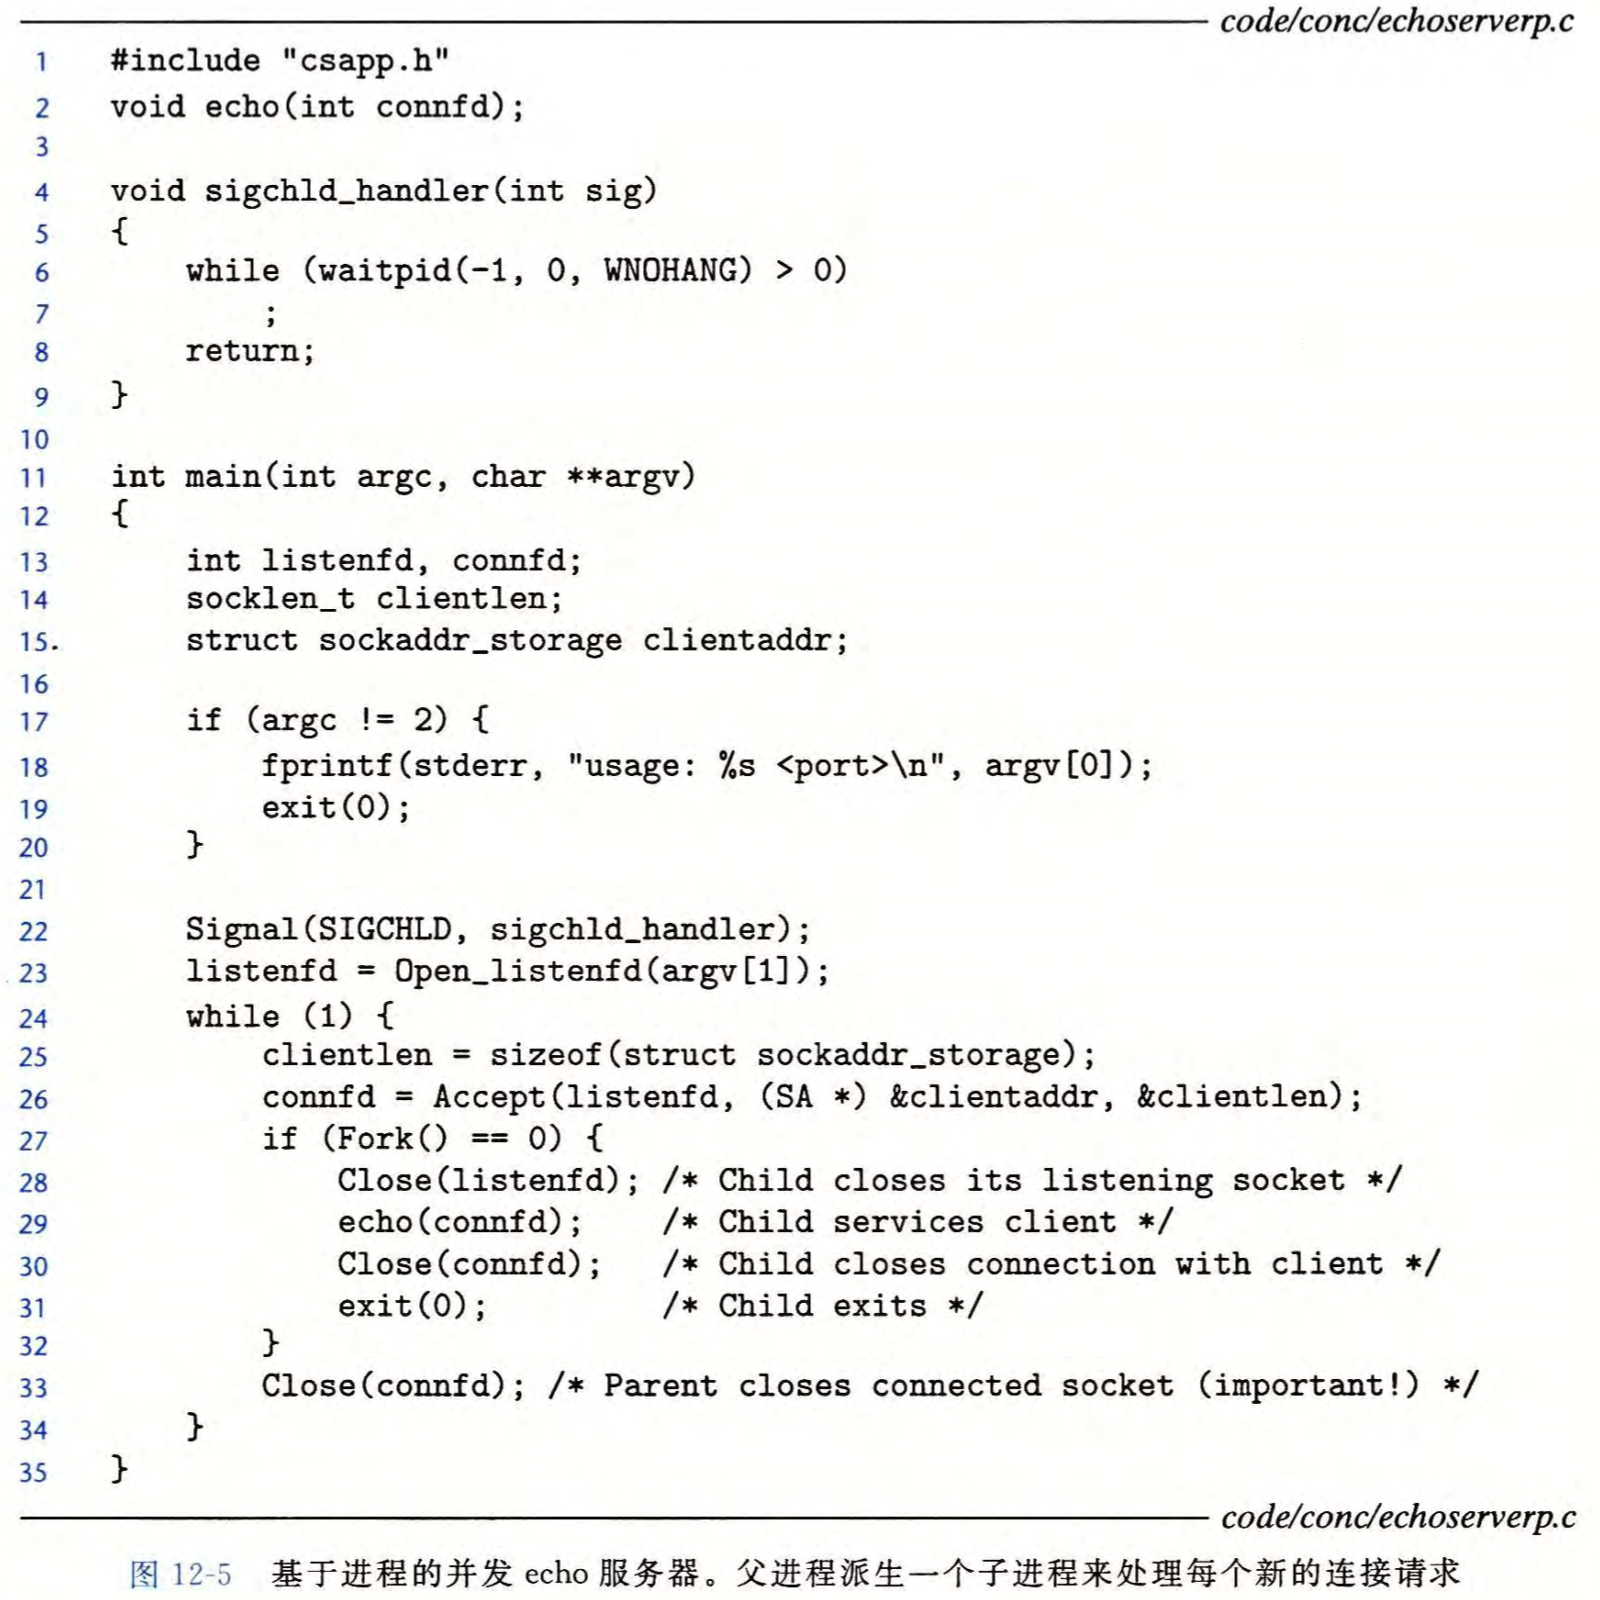 code/conc/echoserverp.c
1 #include "csapp.h"
2 void echo(int connfd);
3
4 void sigchld_handler(int sig)
5 {
6     while (waitpid(-1, 0, WNOHANG) > 0)
7         ;
8     return;
9 }
10
11 int main(int argc, char **argv)
12 {
13     int listenfd, connfd;
14     socklen_t clientlen;
15.     struct sockaddr_storage clientaddr;
16
17     if (argc != 2) {
18         fprintf(stderr, "usage: %s <port>\n", argv[0]);
19         exit(0);
20     }
21
22     Signal(SIGCHLD, sigchld_handler);
23     listenfd = Open_listenfd(argv[1]);
24     while (1) {
25         clientlen = sizeof(struct sockaddr_storage);
26         connfd = Accept(listenfd, (SA *) &clientaddr, &clientlen);
27         if (Fork() == 0) {
28             Close(listenfd); /* Child closes its listening socket */
29             echo(connfd);    /* Child services client */
30             Close(connfd);   /* Child closes connection with client */
31             exit(0);         /* Child exits */
32         }
33         Close(connfd); /* Parent closes connected socket (important!) */
34     }
35 }
code/conc/echoserverp.c
图 12-5 基于进程的并发 echo 服务器。父进程派生一个子进程来处理每个新的连接请求